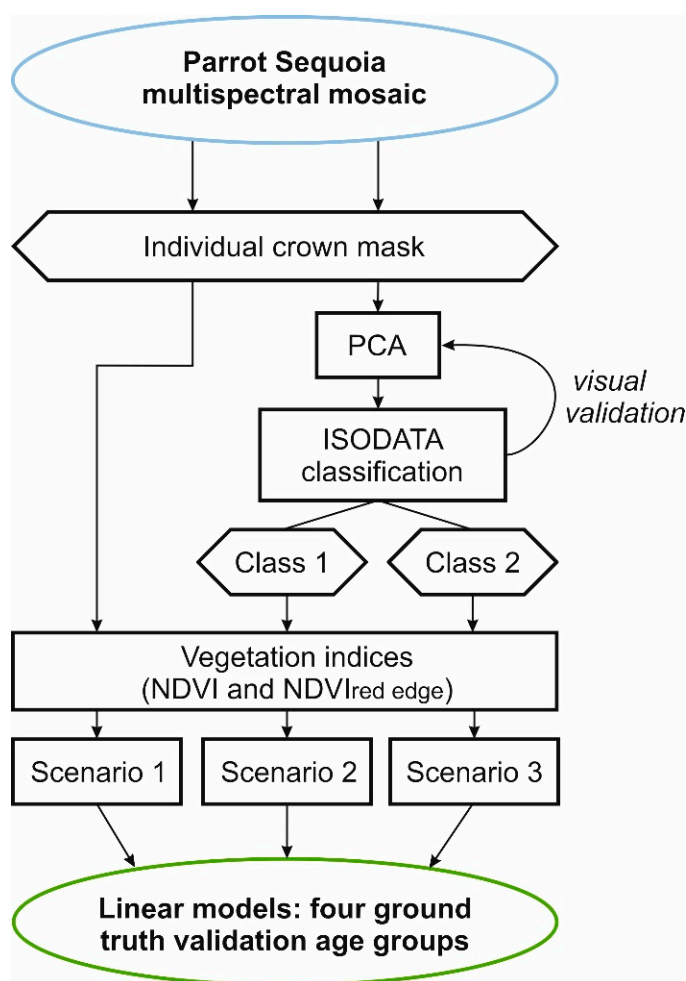 Parrot Sequoia
multispectral mosaic
Individual crown mask
PCA
visual
validation
ISODATA
classification
Class 1
Class 2
Vegetation indices
(NDVI and NDVIred edge)
Scenario 1
Scenario 2
Scenario 3
Linear models: four ground
truth validation age groups